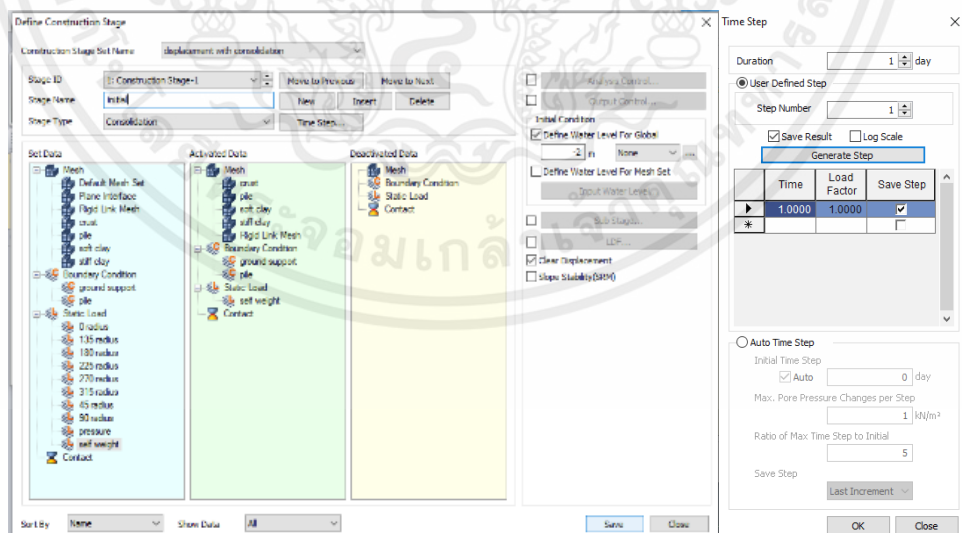 Define Construction Stage
Construction Stage Set Name displacement with consolidation
Stage ID 1: Construction Stage-1 Move to Previous Move to Next
Stage Name Initial New Insert Delete
Stage Type Consolidation Time Step...
Set Data
Mesh
Default Mesh Set
Plane Interface
Rigid Link Mesh
crust
pile
soft clay
stiff clay
Boundary Condition
ground support
pile
Static Load
0 radius
135 radius
180 radius
225 radius
270 radius
315 radius
45 radius
90 radius
pressure
self weight
Contact
Activated Data
Mesh
crust
pile
soft clay
stiff clay
Rigid Link Mesh
Boundary Condition
ground support
pile
Static Load
self weight
Contact
Deactivated Data
Mesh
Boundary Condition
Static Load
Contact
Analysis Control...
Output Control...
Initial Condition
Define Water Level For Global
-2 m None ...
Define Water Level For Mesh Set
Input Water Level
Sub Stage...
LDF...
Clear Displacement
Slope Stability(SRM)
Sort By Name Show Data All Save Close
Time Step
Duration 1 day
User Defined Step
Step Number 1
Save Result Log Scale
Generate Step
Time Load Factor Save Step
1.0000 1.0000
Auto Time Step
Initial Time Step
Auto 0 day
Max. Pore Pressure Changes per Step
1 kN/m²
Ratio of Max Time Step to Initial
5
Save Step
Last Increment
OK Close